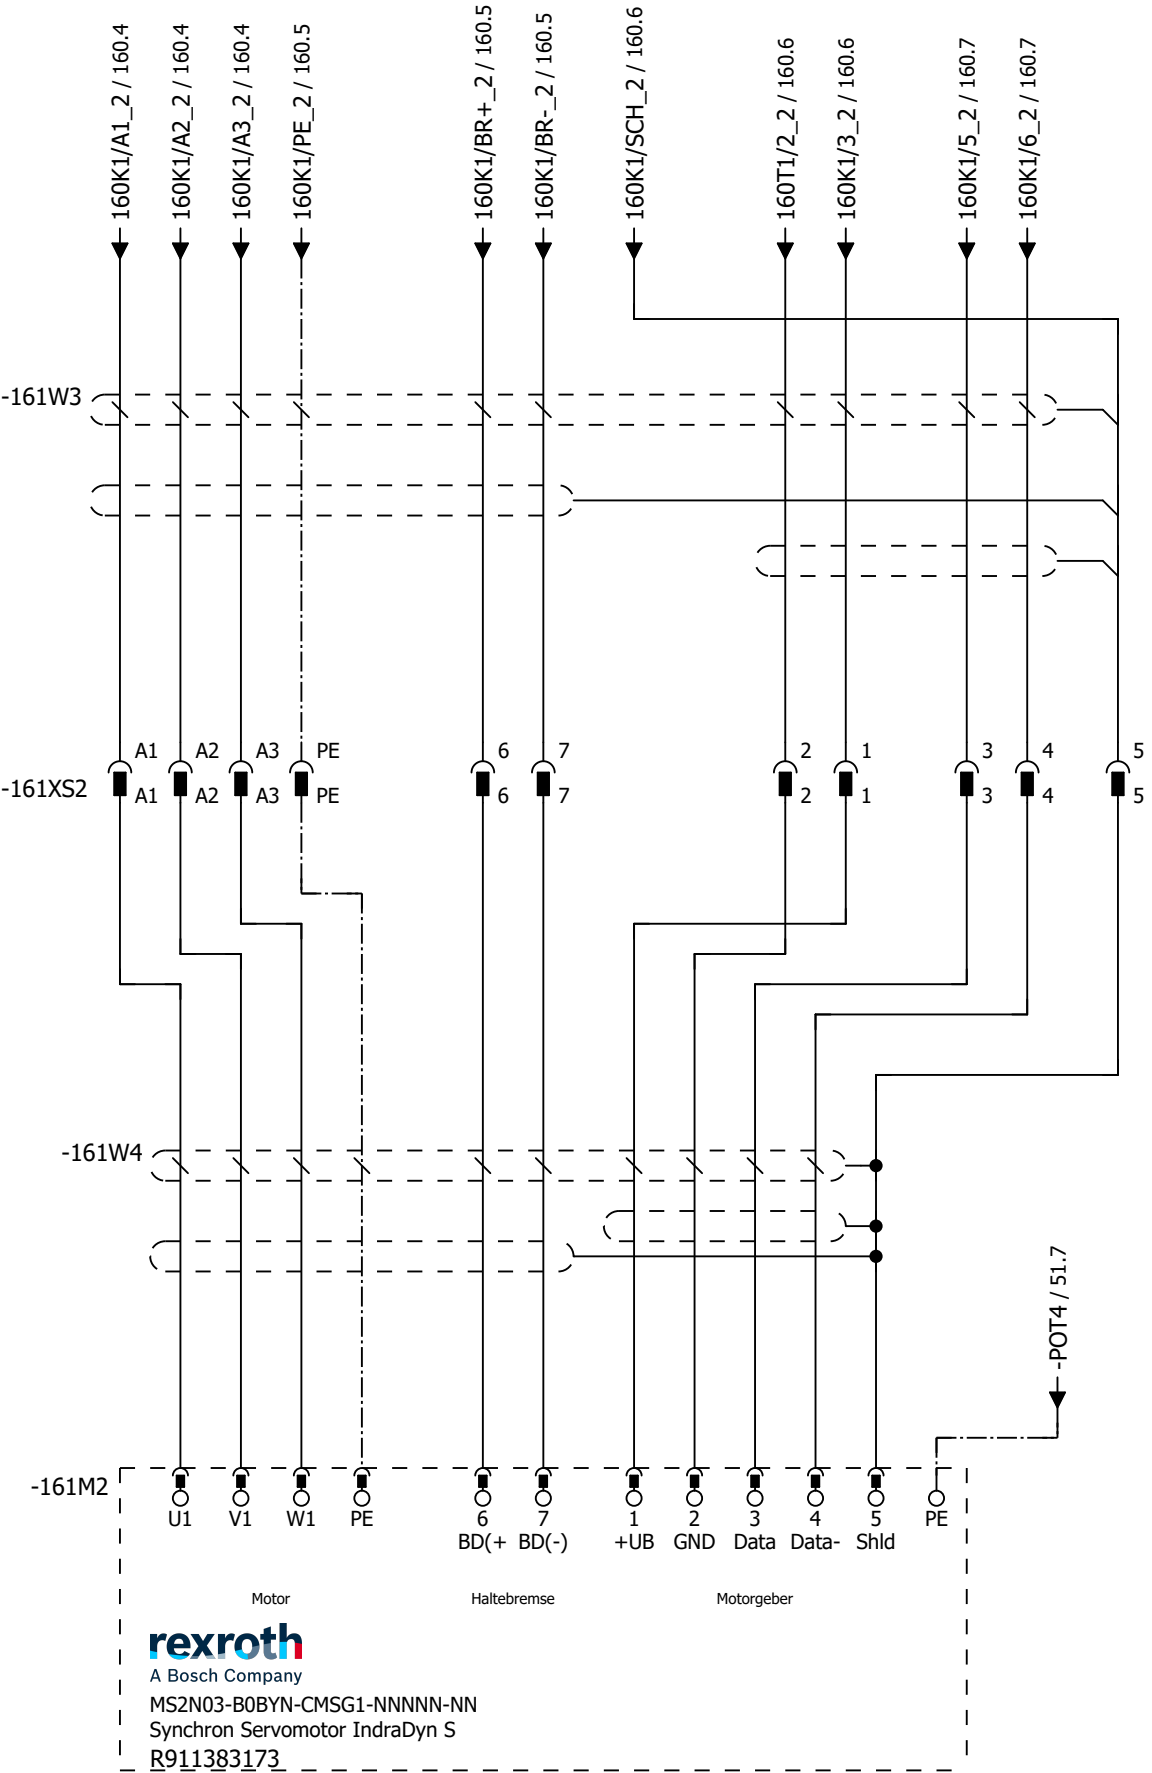 160K1/A1_2 / 160.4
160K1/A2_2 / 160.4
160K1/A3_2 / 160.4
160K1/PE_2 / 160.5
160K1/BR+_2 / 160.5
160K1/BR-_2 / 160.5
160K1/SCH_2 / 160.6
160T1/2_2 / 160.6
160K1/3_2 / 160.6
160K1/5_2 / 160.7
160K1/6_2 / 160.7
-161W3
A1 A2 A3 PE 6 7 2 1 3 4 5
-161XS2
A1 A2 A3 PE 6 7 2 1 3 4 5
-161W4
-POT4 / 51.7
-161M2
U1 V1 W1 PE 6 7 1 2 3 4 5 PE
BD(+ BD(-) +UB GND Data Data- Shld
Motor Haltebremse Motorgeber
rexroth
A Bosch Company
MS2N03-B0BYN-CMSG1-NNNNN-NN
Synchron Servomotor IndraDyn S
R911383173